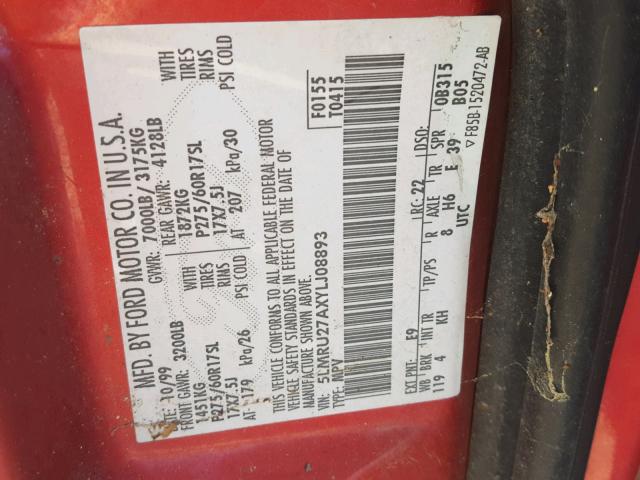 MFD. BY FORD MOTOR CO. IN U.S.A.
DATE: 10/99 GVWR: 7000LB/ 3175KG
FRONT GAWR: 3200LB REAR GAWR: 4128LB
1451KG 1872KG WITH
P275/60R17SL TIRES P275/60R17SL TIRES
17X7.5J RIMS 17X7.5J RIMS
AT 179 kPa/26 PSI COLD AT 207 kPa/30 PSI COLD
THIS VEHICLE CONFORMS TO ALL APPLICABLE FEDERAL MOTOR
VEHICLE SAFETY STANDARDS IN EFFECT ON THE DATE OF
MANUFACTURE SHOWN ABOVE.
VIN: 5LMRU27AXYLJ08893 F0155
TYPE: MPV T0415
EXT PNT: E9 RC: 22 DSO:
WB BRK INT TR TP/PS R AXLE TR SPR 0B315
119 4 KH 8 H6 E 39 B05
UTC ▽F85B-1520472-AB